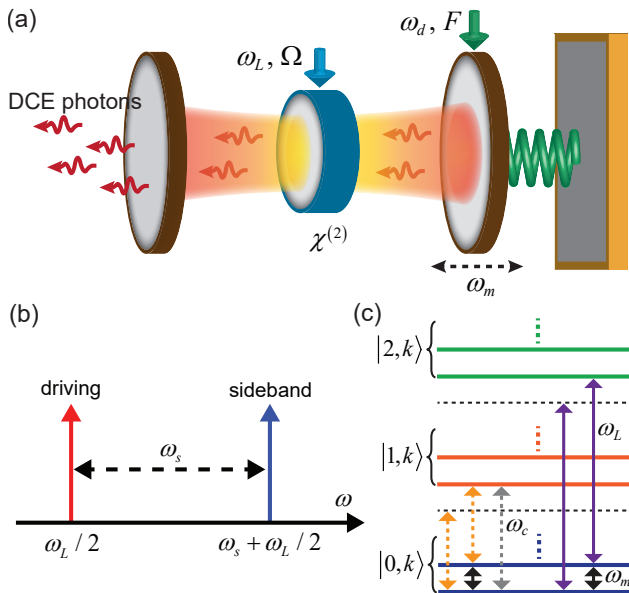 (a)
ω_d, F
ω_L, Ω
DCE photons
χ^(2)
ω_m
(b)
driving
sideband
ω_s
ω
ω_L / 2
ω_s + ω_L / 2
(c)
|2,k⟩
ω_L
|1,k⟩
ω_c
|0,k⟩
ω_m